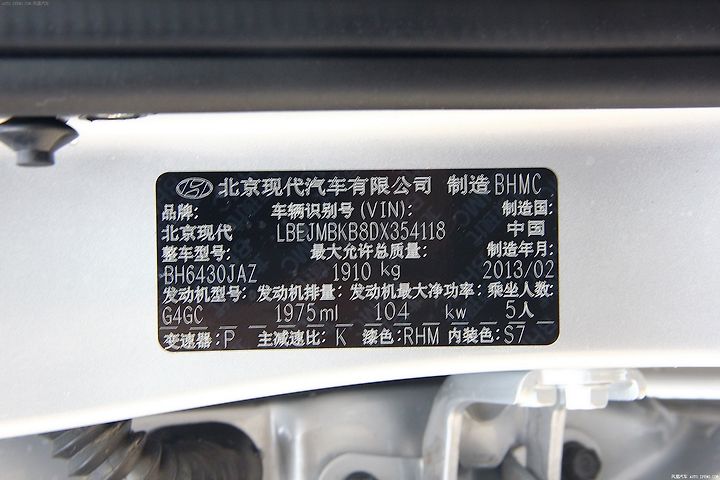 北京现代汽车有限公司 制造 BHMC
品牌: 车辆识别号(VIN): 制造国:
北京现代 LBEJMBKB8DX354118 中国
整车型号: 最大允许总质量: 制造年月:
BH6430JAZ 1910 kg 2013/02
发动机型号: 发动机排量: 发动机最大净功率: 乘坐人数:
G4GC 1975ml 104 kw 5人
变速器: P 主减速比: K 漆色:RHM 内装色:S7